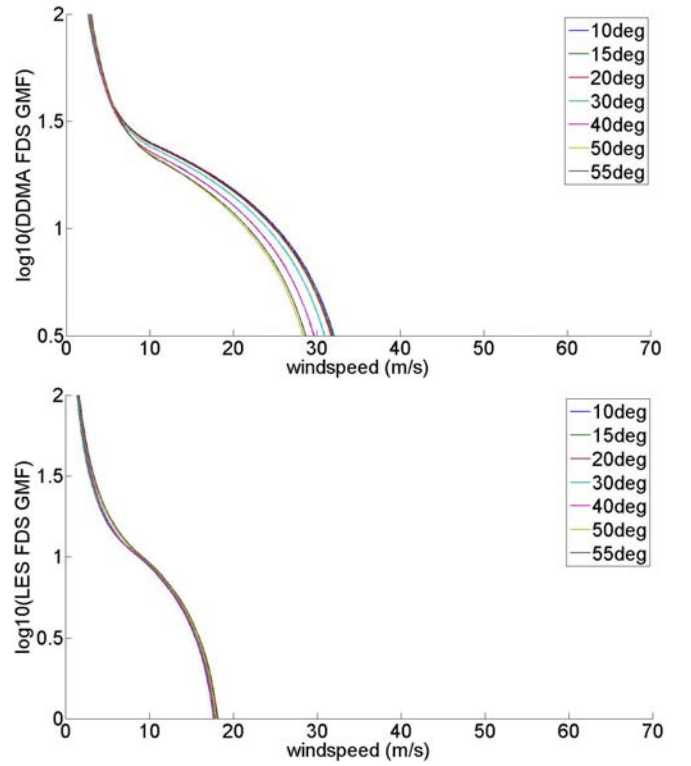 2
1.5
1
0.5
log10(DDMA FDS GMF)
0 10 20 30 40 50 60 70
windspeed (m/s)
10deg
15deg
20deg
30deg
40deg
50deg
55deg
2
1.5
1
0.5
0
log10(LES FDS GMF)
0 10 20 30 40 50 60 70
windspeed (m/s)
10deg
15deg
20deg
30deg
40deg
50deg
55deg